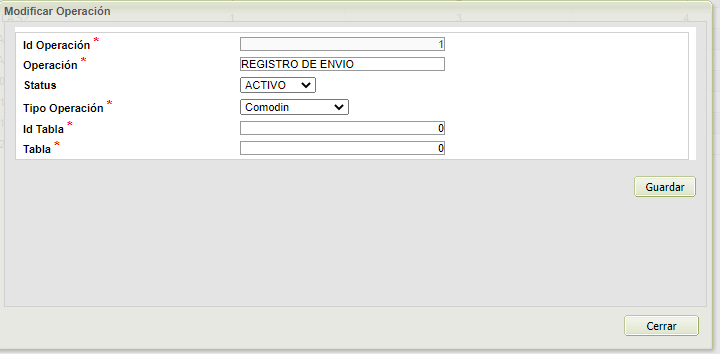 Modificar Operación
Id Operación * 1
Operación * REGISTRO DE ENVIO
Status ACTIVO
Tipo Operación * Comodin
Id Tabla * 0
Tabla * 0
Guardar
Cerrar